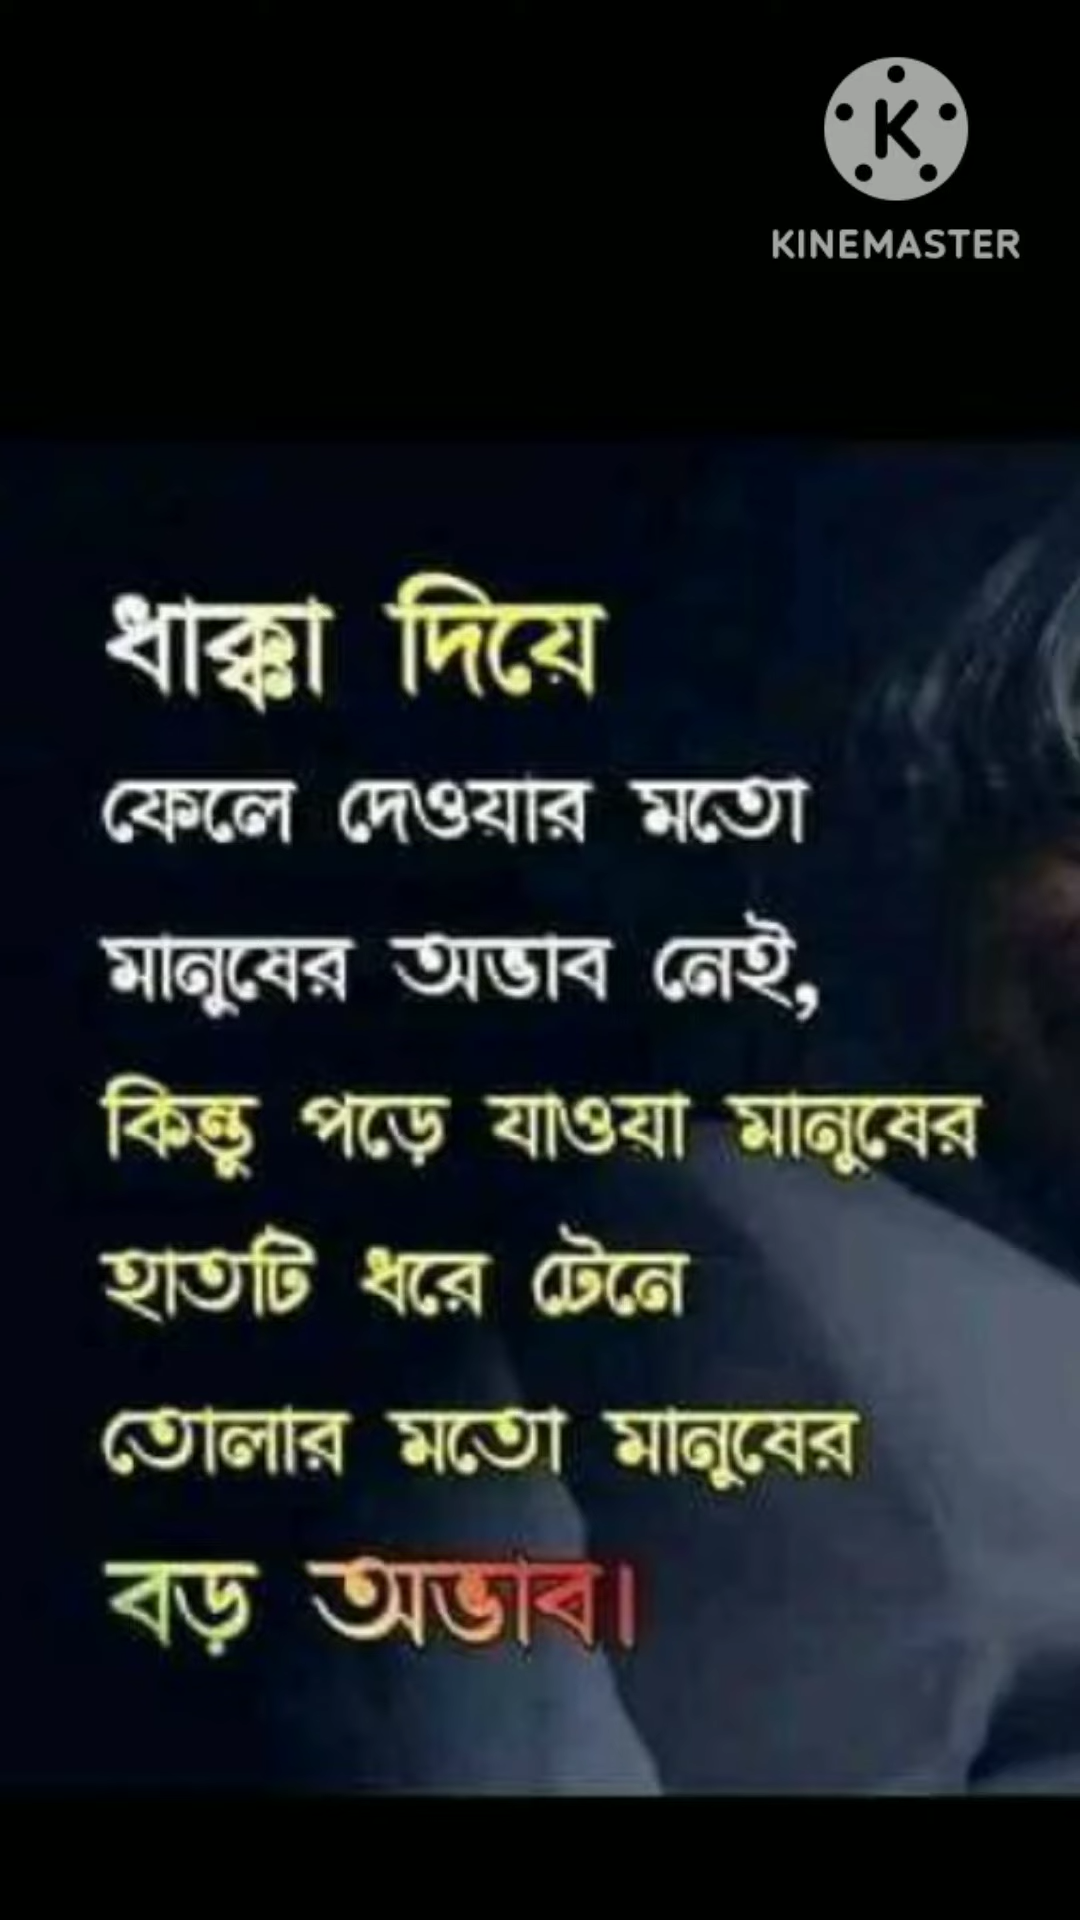 KINEMASTER
ধাক্কা দিয়ে
ফেলে দেওয়ার মতো
মানুষের অভাব নেই,
কিন্তু পড়ে যাওয়া মানুষের
হাতটি ধরে টেনে
তোলার মতো মানুষের
বড় অভাব।